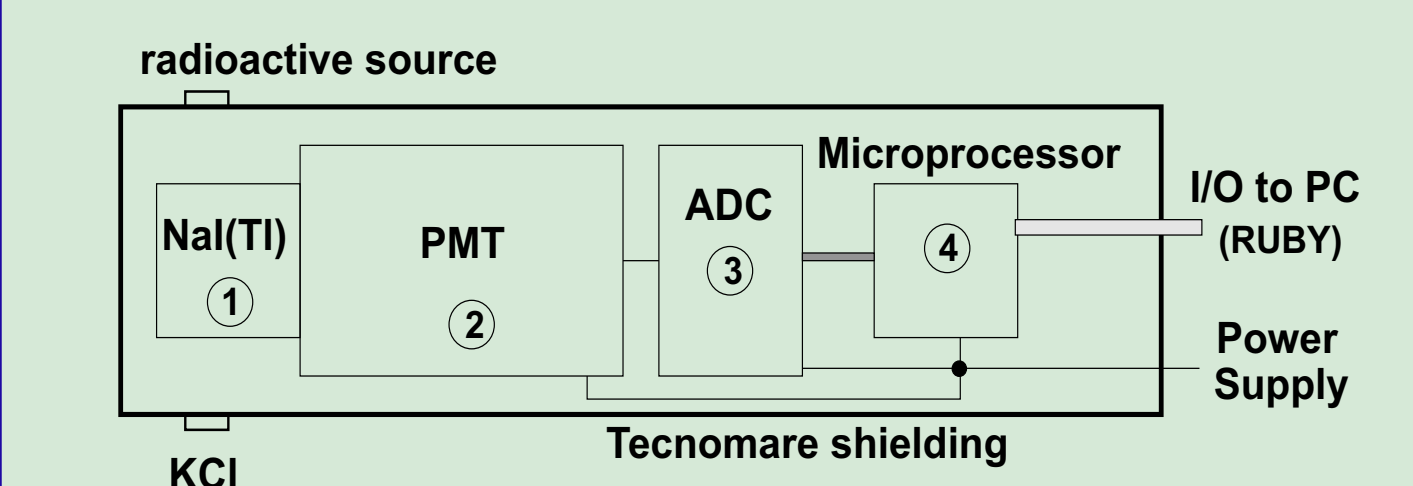 radioactive source
Microprocessor
I/O to PC
(RUBY)
NaI(Tl)
PMT
ADC
1
2
3
4
Power
Supply
Tecnomare shielding
KCl